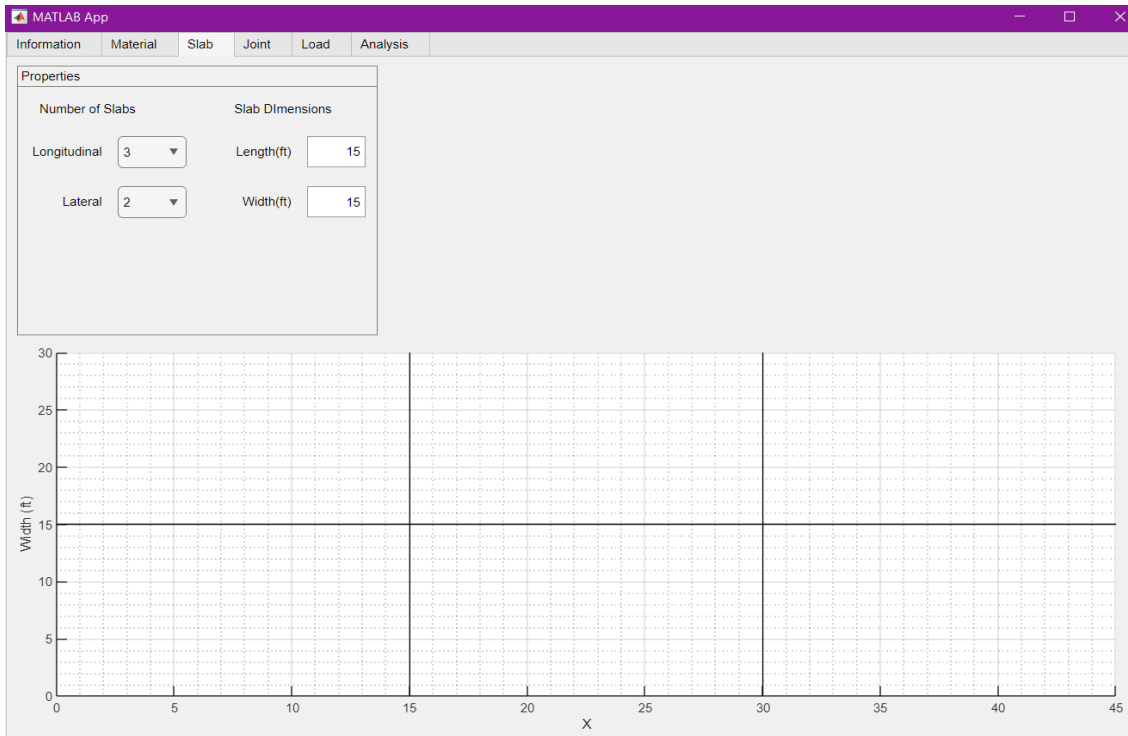 MATLAB App
Information Material Slab Joint Load Analysis
Properties
Number of Slabs Slab DImensions
Longitudinal 3 Length(ft) 15
Lateral 2 Width(ft) 15
30
25
20
15
10
5
0
Width (ft)
0 5 10 15 20 25 30 35 40 45
X